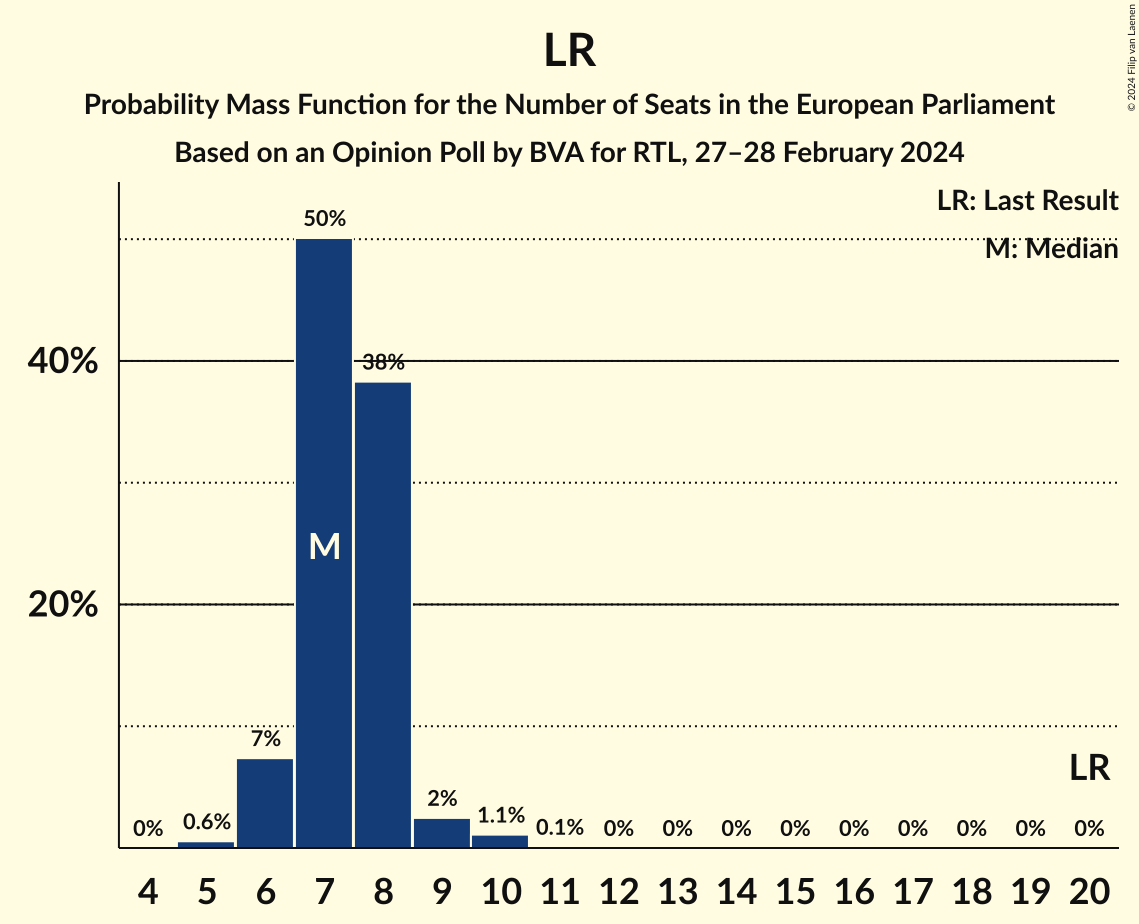 LR
Probability Mass Function for the Number of Seats in the European Parliament
Based on an Opinion Poll by BVA for RTL, 27–28 February 2024
© 2024 Filip van Laenen
LR: Last Result
M: Median
50%
40%
38%
M
20%
7%
LR
0% 0.6% 2% 1.1% 0.1% 0% 0% 0% 0% 0% 0% 0% 0% 0%
4 5 6 7 8 9 10 11 12 13 14 15 16 17 18 19 20